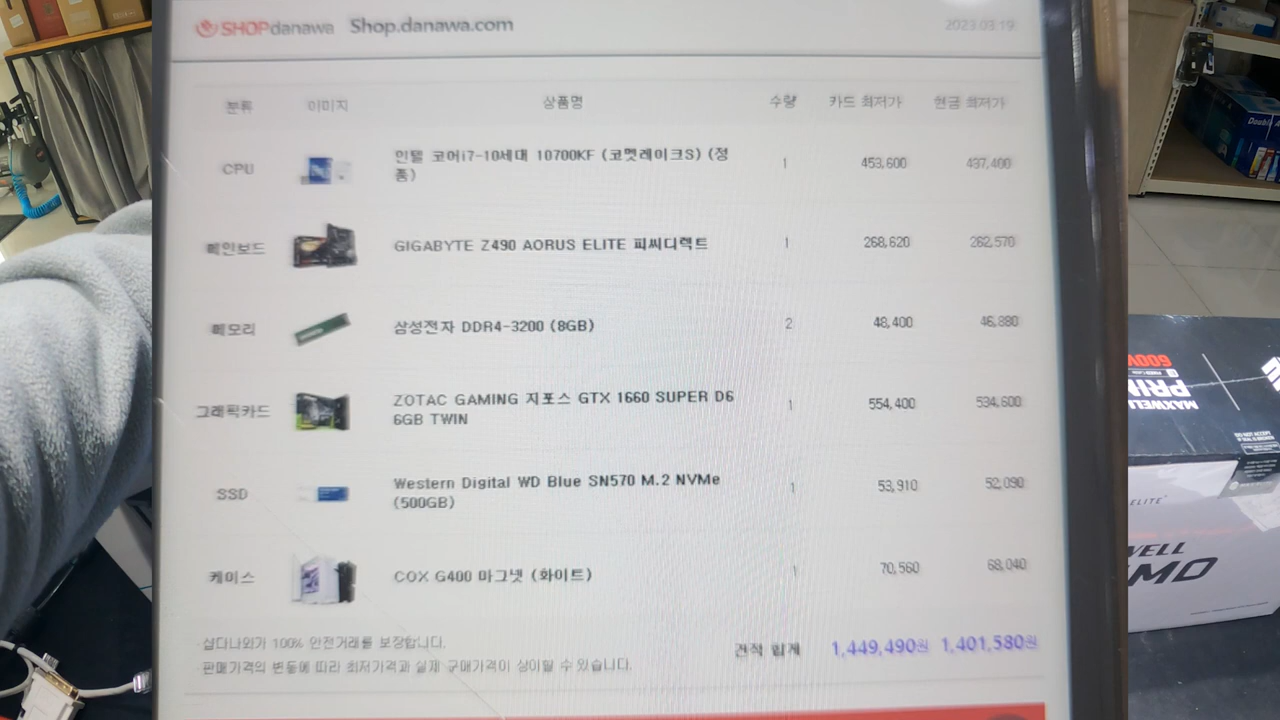 SHOPdanawa Shop.danawa.com 2023.03.19
분류 이미지 상품명 수량 카드 최저가 현금 최저가
CPU 인텔 코어i7-10세대 10700KF (코멧레이크S) (정품) 1 453,600 437,400
메인보드 GIGABYTE Z490 AORUS ELITE 피씨디렉트 1 268,620 262,570
메모리 삼성전자 DDR4-3200 (8GB) 2 48,400 46,880
그래픽카드 ZOTAC GAMING 지포스 GTX 1660 SUPER D6
6GB TWIN 1 554,400 534,600
SSD Western Digital WD Blue SN570 M.2 NVMe
(500GB) 1 53,910 52,090
케이스 COX G400 마그넷 (화이트) 1 70,560 68,040
·샵다나와가 100% 안전거래를 보장합니다.
·판매가격의 변동에 따라 최저가격과 실제 구매가격이 상이할 수 있습니다.
견적 합계 1,449,490원 1,401,580원
600W
MAXWELL
ELITE
WELL